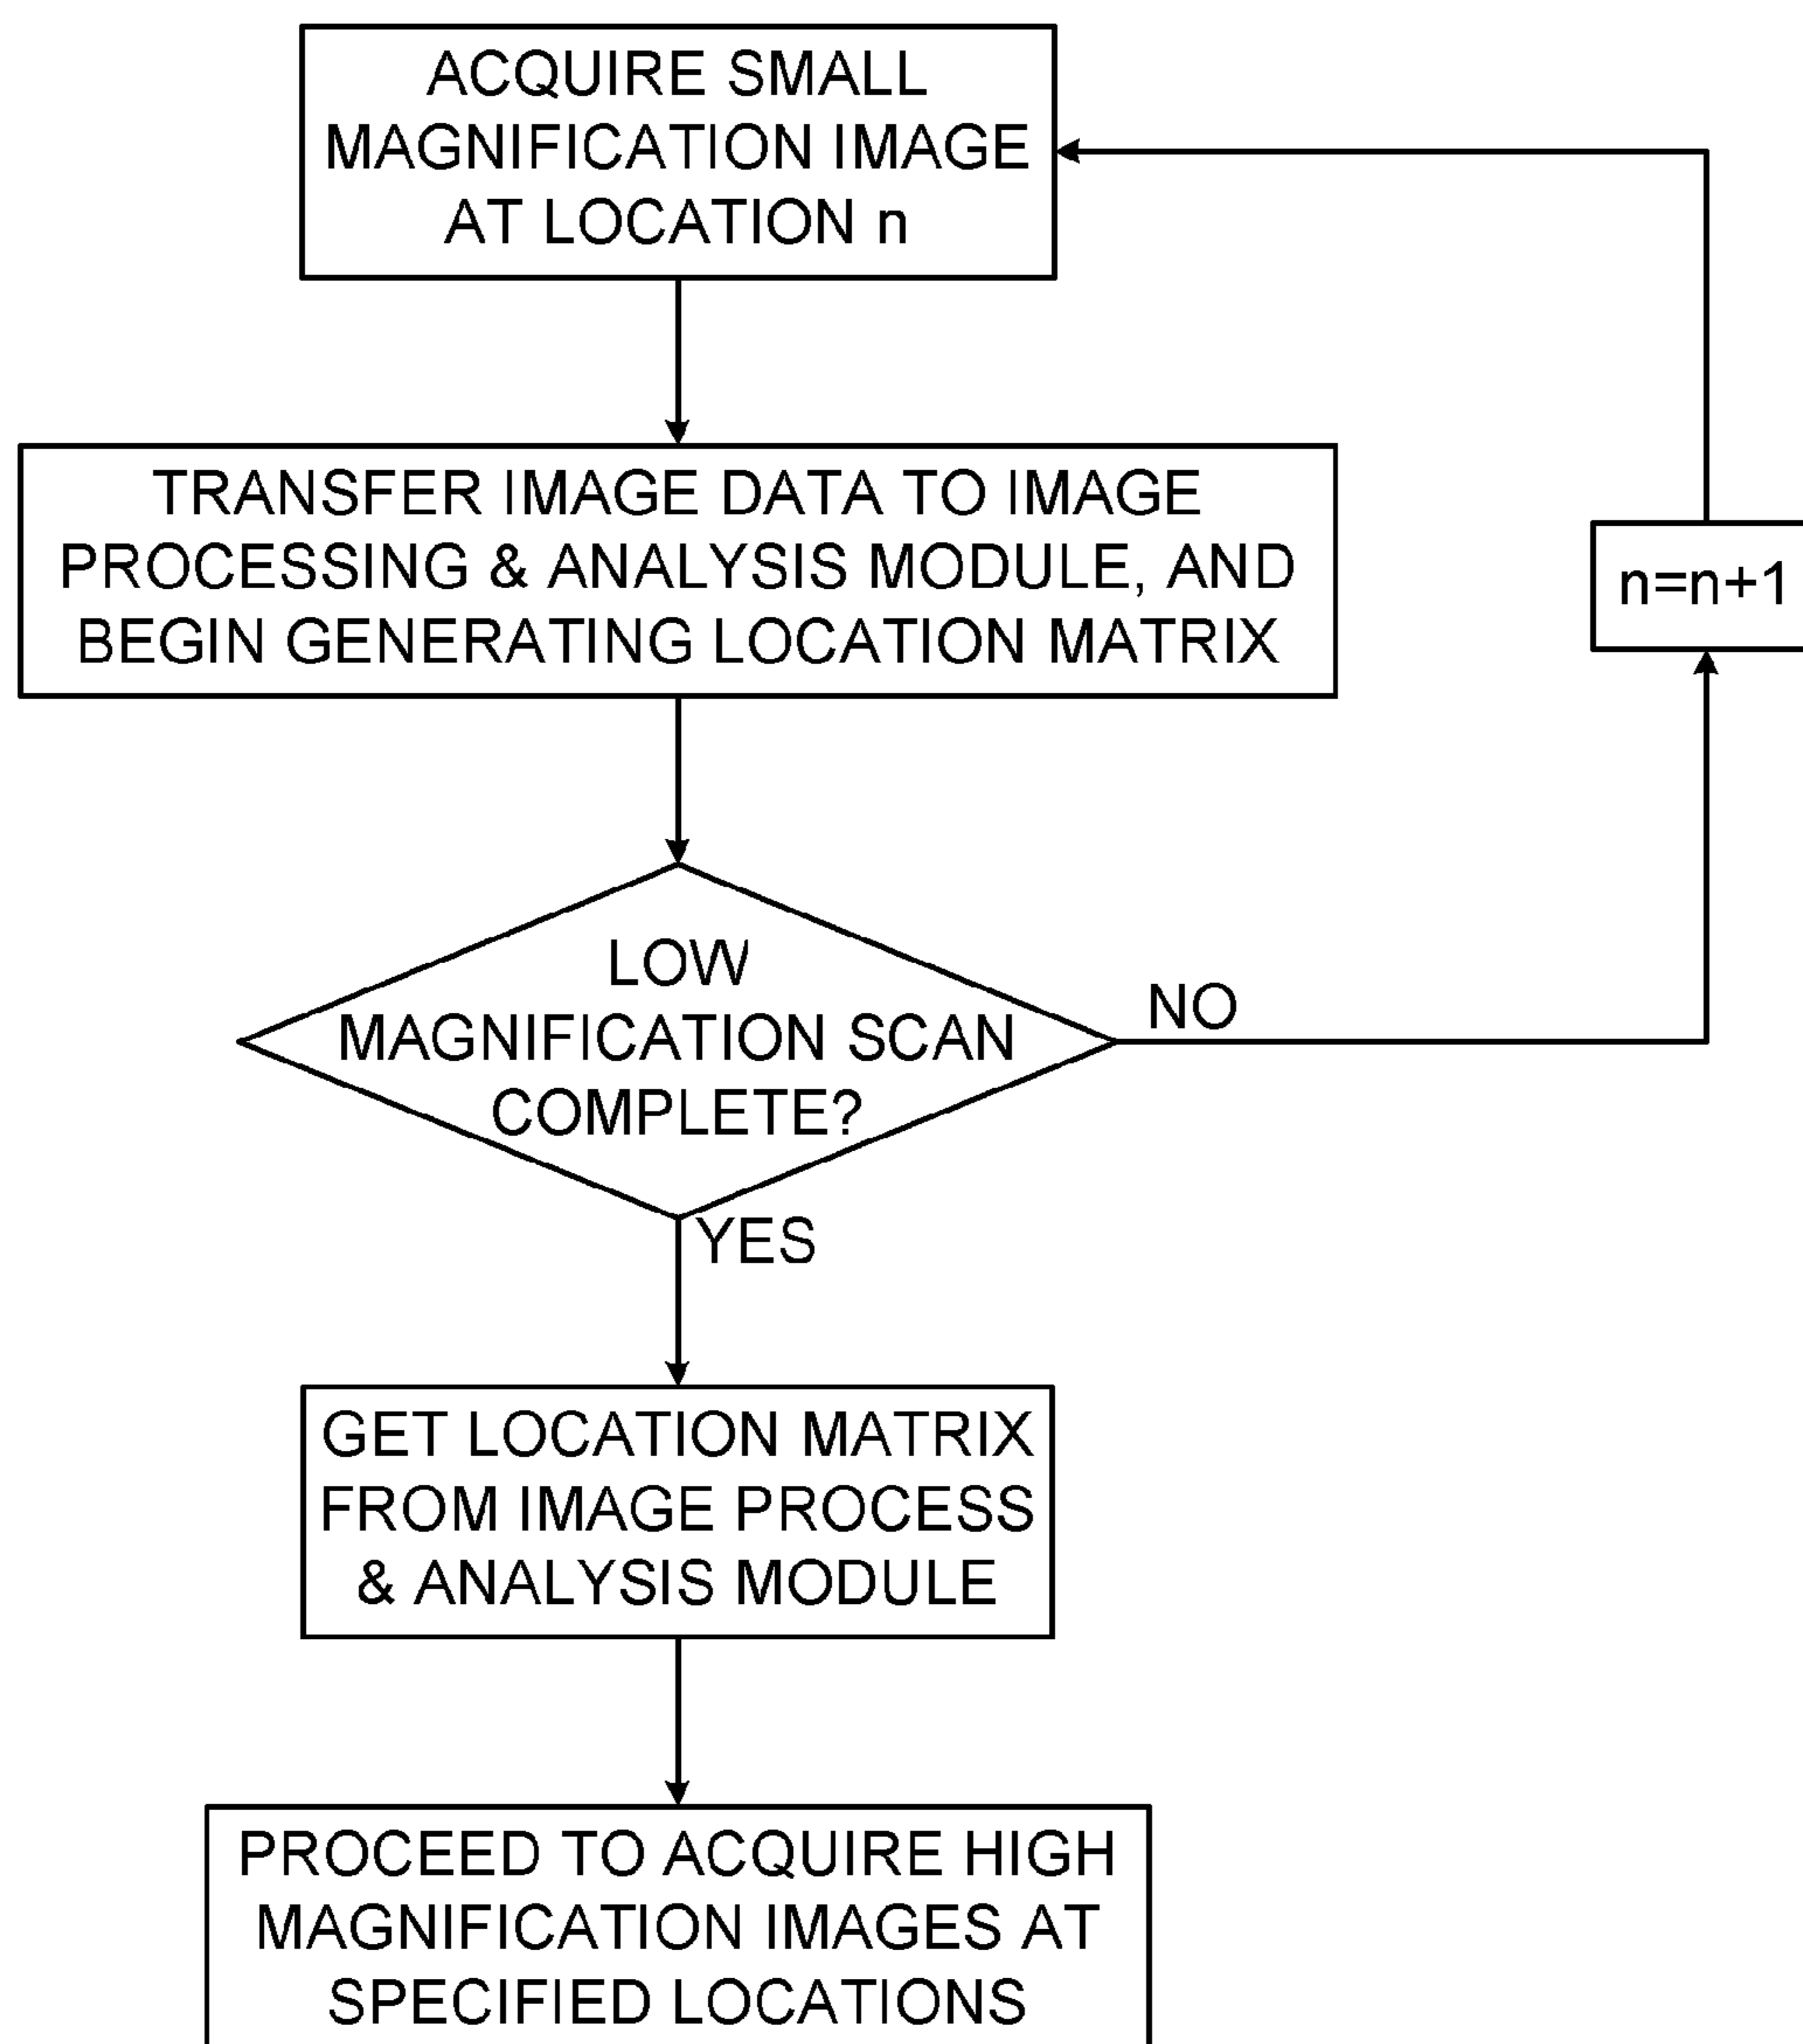 ACQUIRE SMALL
MAGNIFICATION IMAGE
AT LOCATION n
TRANSFER IMAGE DATA TO IMAGE
PROCESSING & ANALYSIS MODULE, AND
BEGIN GENERATING LOCATION MATRIX
n=n+1
LOW
MAGNIFICATION SCAN
COMPLETE?
NO
YES
GET LOCATION MATRIX
FROM IMAGE PROCESS
& ANALYSIS MODULE
PROCEED TO ACQUIRE HIGH
MAGNIFICATION IMAGES AT
SPECIFIED LOCATIONS